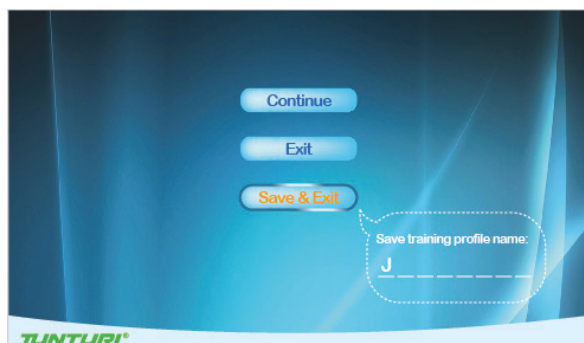 Continue
Exit
Save & Exit
Save training profile name:
J _ _ _ _ _ _
TUNTURI®